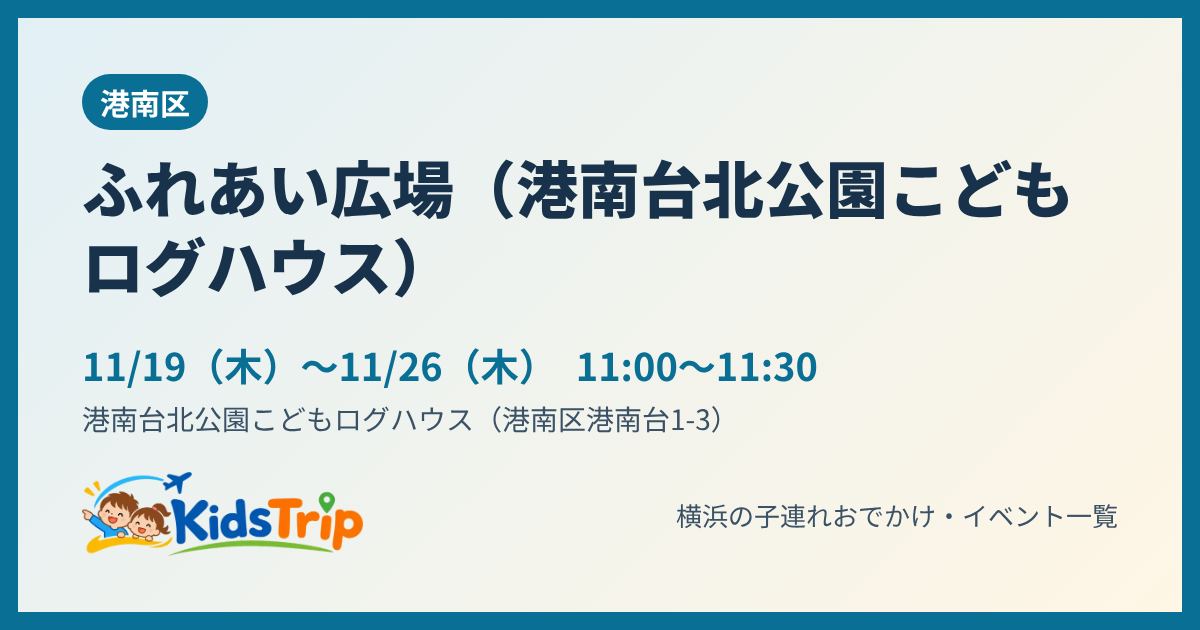 港南区
ふれあい広場（港南台北公園こども
ログハウス）
11/19（木）〜11/26（木） 11:00〜11:30
港南台北公園こどもログハウス（港南区港南台1-3）
KidsTrip
横浜の子連れおでかけ・イベント一覧